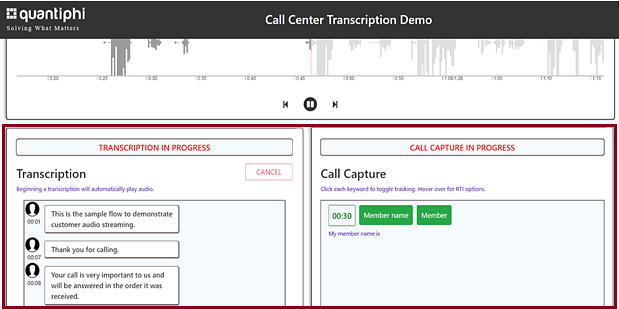 quantiphi
Solving What Matters
Call Center Transcription Demo
0:20 0:25 0:30 0:35 0:40 0:45 0:50 0:55 1:00/1:28 1:05 1:10 1:15
TRANSCRIPTION IN PROGRESS
Transcription
CANCEL
Beginning a transcription will automatically play audio.
00:01
This is the sample flow to demonstrate
customer audio streaming.
00:07
Thank you for calling.
00:08
Your call is very important to us and
will be answered in the order it was
received.
CALL CAPTURE IN PROGRESS
Call Capture
Click each keyword to toggle tracking. Hover over for RTI options.
00:30 Member name Member
My member name is